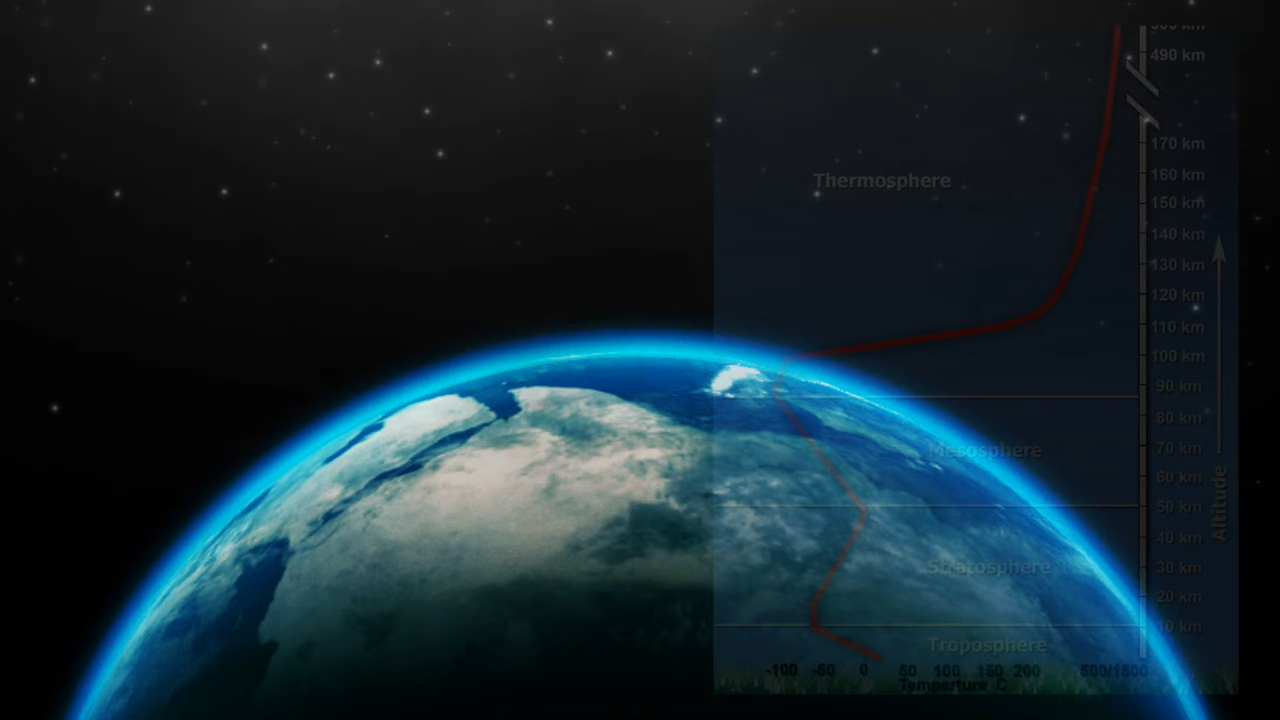 500 km
490 km
170 km
Thermosphere
160 km
150 km
140 km
130 km
120 km
110 km
100 km
90 km
80 km
Mesosphere
70 km
60 km
50 km
Altitude
40 km
Stratosphere
30 km
20 km
10 km
Troposphere
-100 -50 0 50 100 150 200 500/1500
Temperture C